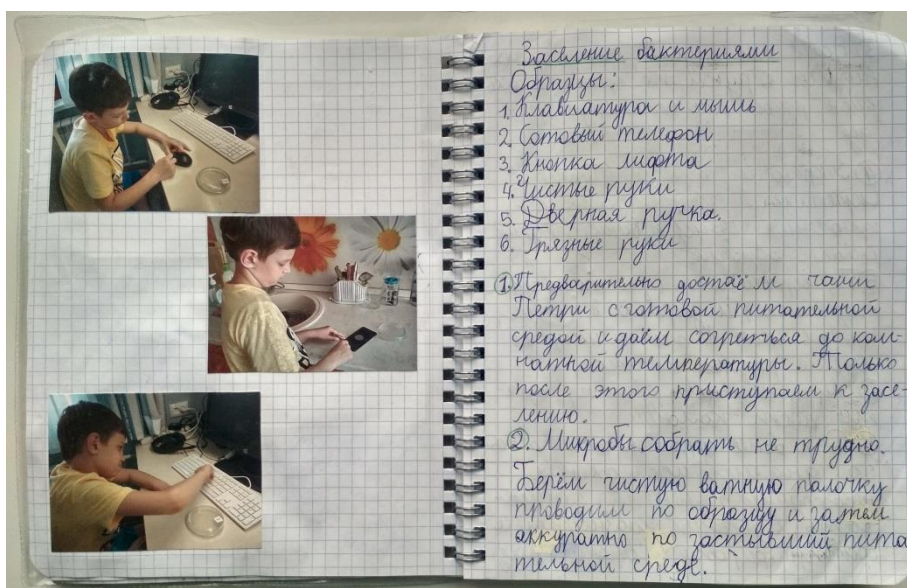 Заселение бактериями
Образцы:
1. Клавиатура и мышь
2. Сотовый телефон
3. Кнопка лифта
4. Чистые руки
5. Дверная ручка.
6. Грязные руки
1. Предварительно достаём чаши
Петри с готовой питательной
средой и даём согреться до ком-
натной температуры. Только
после этого приступаем к засе-
лению.
2. Микробы собрать не трудно.
Берём чистую ватную палочку
проводим по образцу и затем
аккуратно по застывший пита
тельной среде.